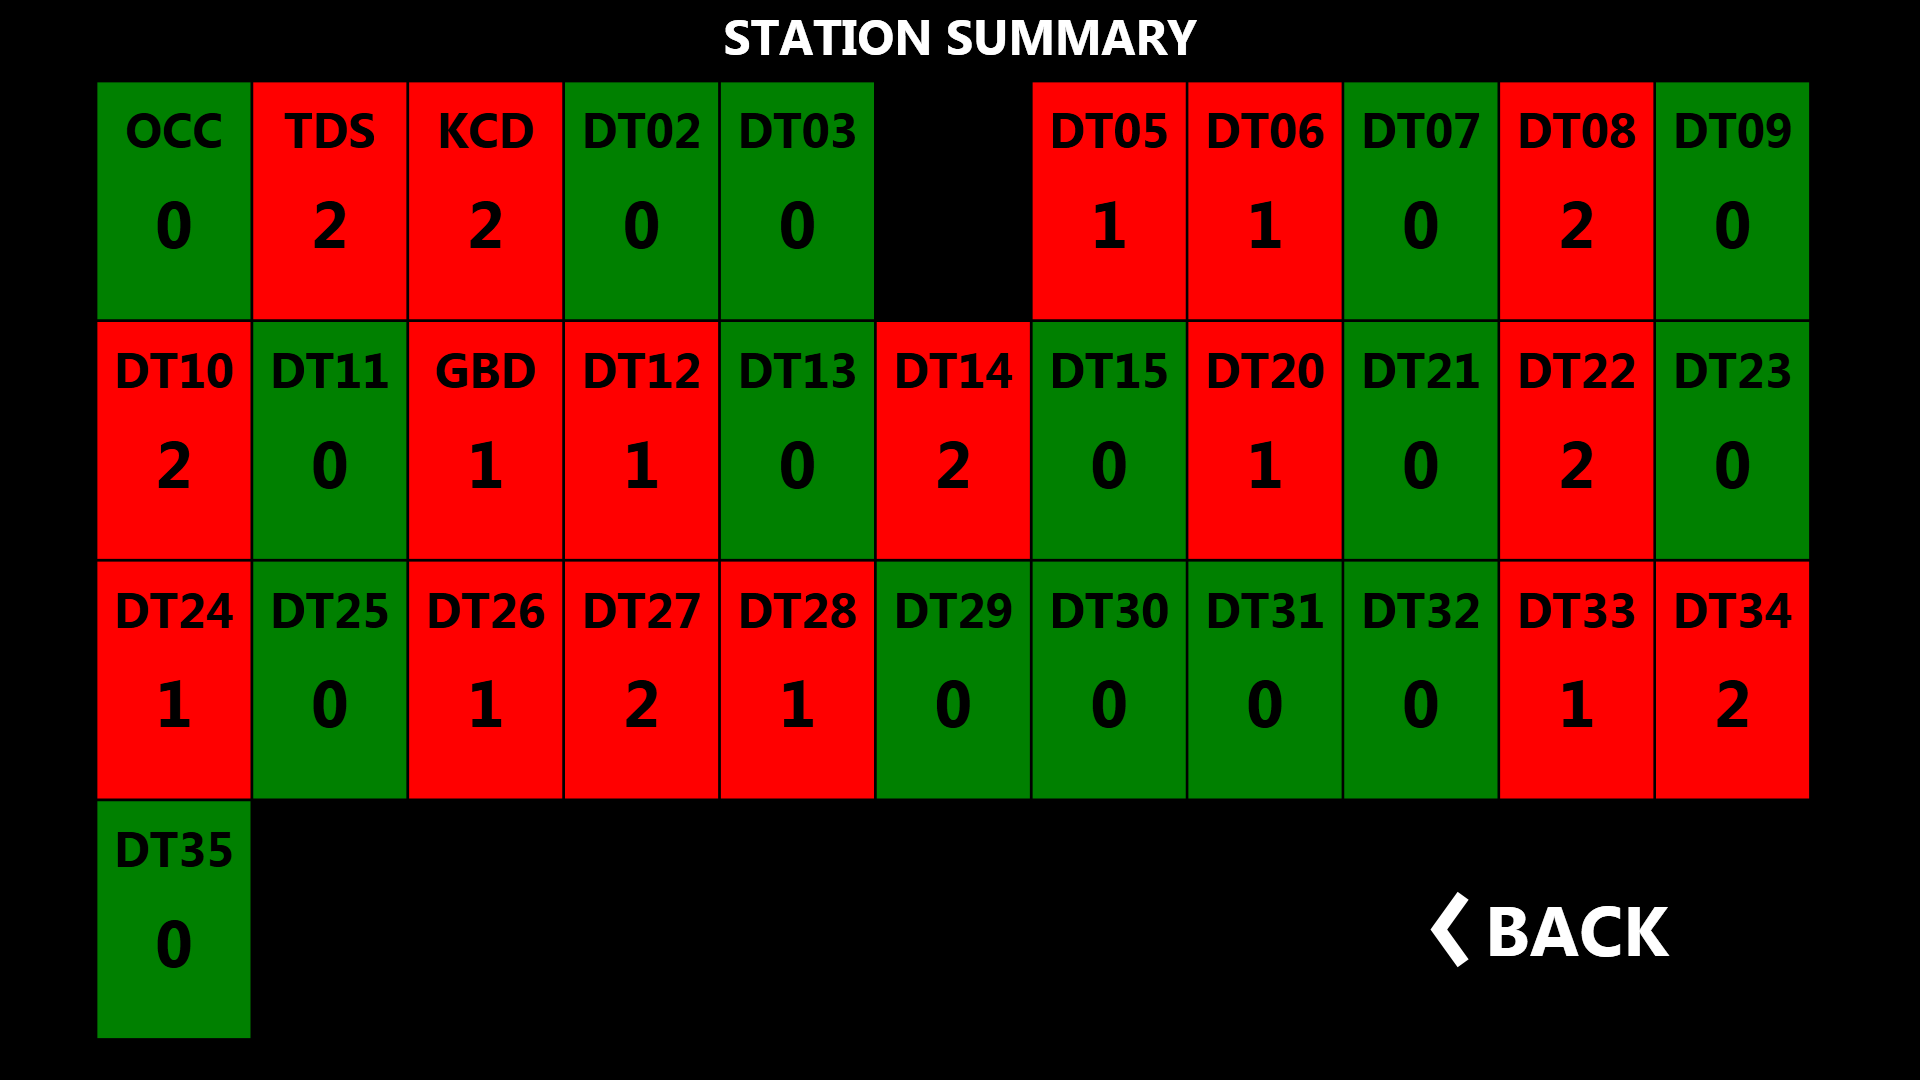 STATION SUMMARY
OCC TDS KCD DT02 DT03 DT05 DT06 DT07 DT08 DT09
0 2 2 0 0 1 1 0 2 0
DT10 DT11 GBD DT12 DT13 DT14 DT15 DT20 DT21 DT22 DT23
2 0 1 1 0 2 0 1 0 2 0
DT24 DT25 DT26 DT27 DT28 DT29 DT30 DT31 DT32 DT33 DT34
1 0 1 2 1 0 0 0 0 1 2
DT35
0
BACK